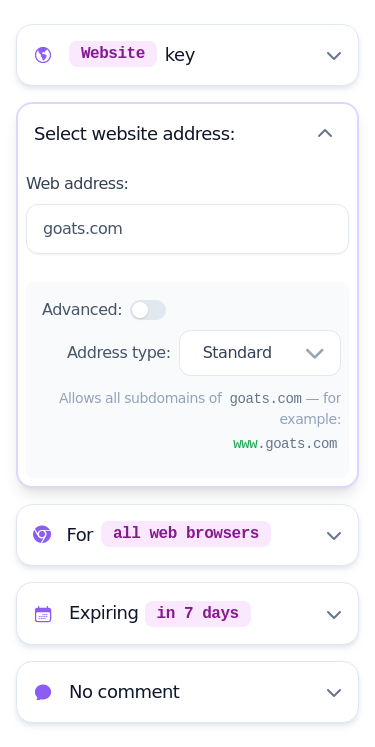 Website key
Select website address:
Web address:
goats.com
Advanced:
Address type: Standard
Allows all subdomains of goats.com — for
example:
www.goats.com
For all web browsers
Expiring in 7 days
No comment